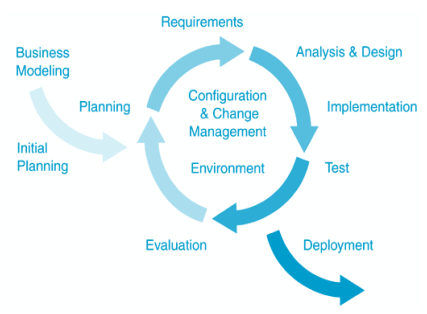 Requirements
Business
Modeling
Analysis & Design
Planning
Configuration
& Change
Management
Implementation
Initial
Planning
Environment
Test
Evaluation
Deployment